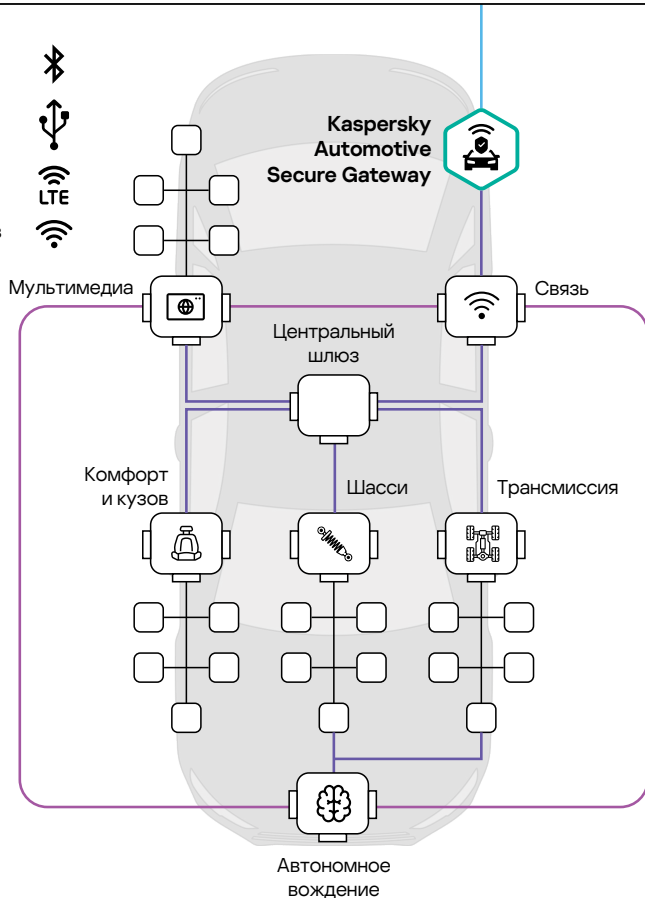 Kaspersky
Automotive
Secure Gateway
LTE
в
Мультимедиа
Связь
Центральный
шлюз
Комфорт
и кузов
Шасси
Трансмиссия
Автономное
вождение